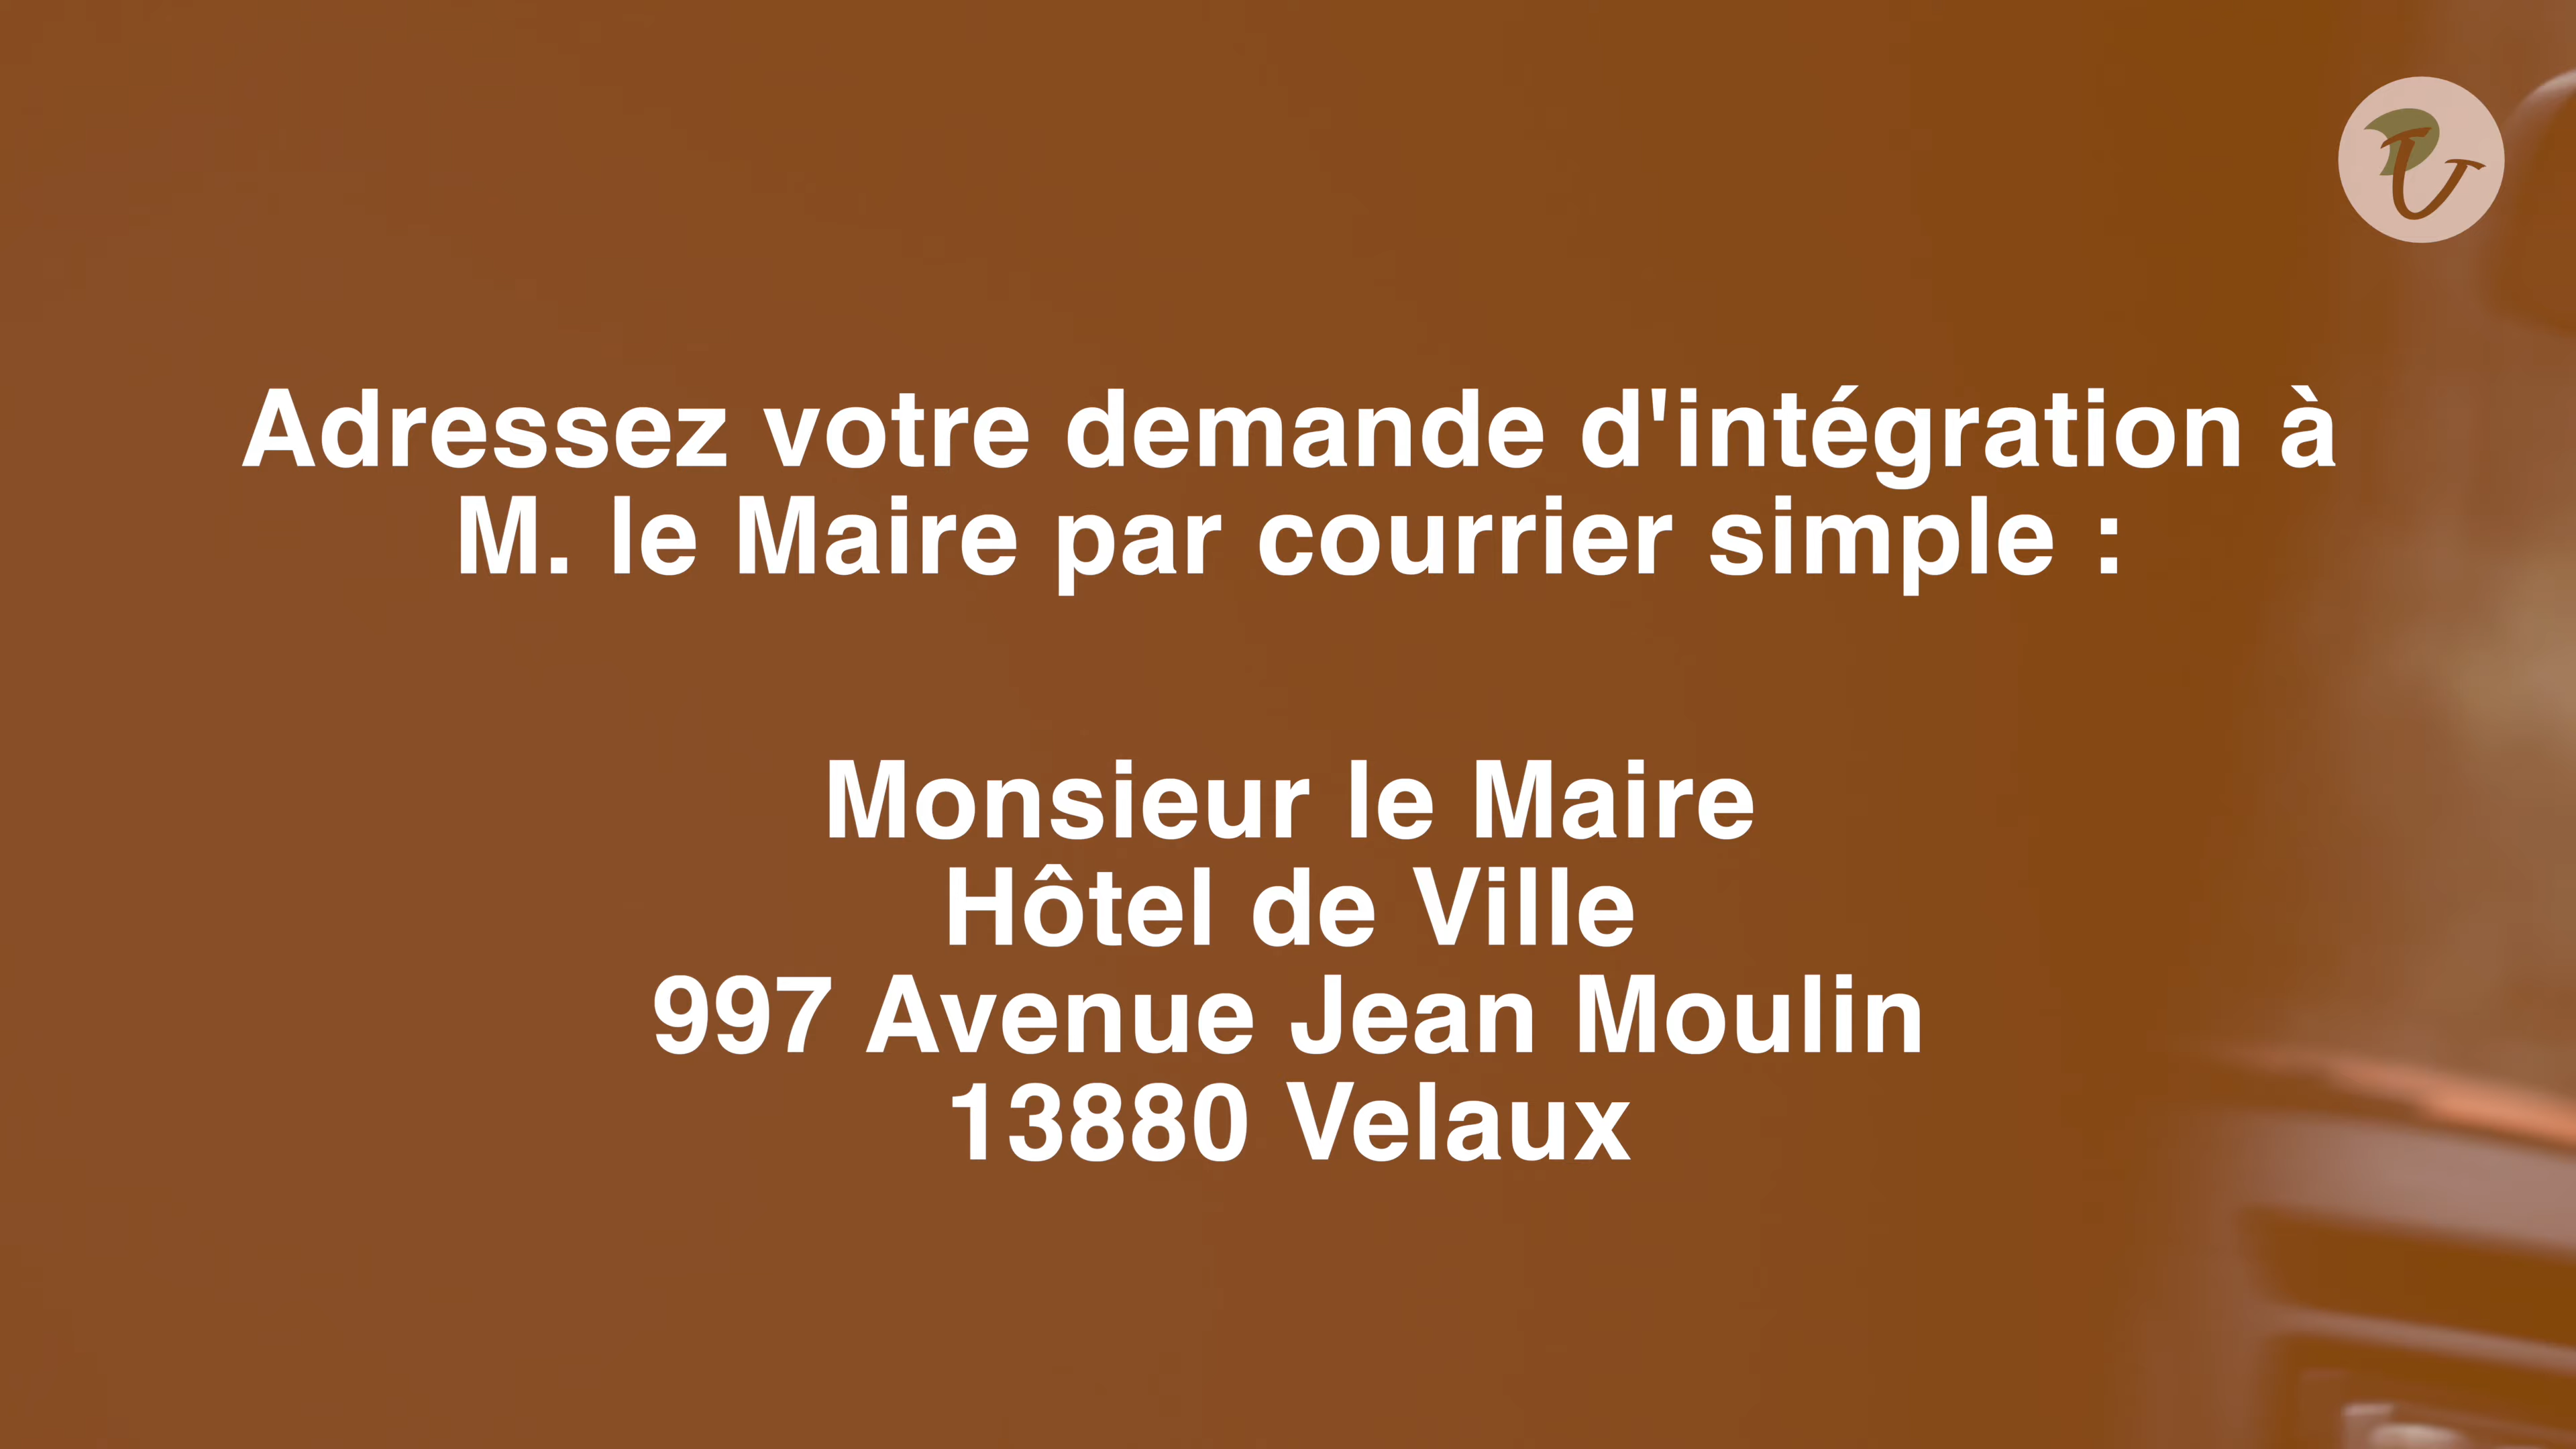 Adressez votre demande d'intégration à
M. le Maire par courrier simple :
Monsieur le Maire
Hôtel de Ville
997 Avenue Jean Moulin
13880 Velaux